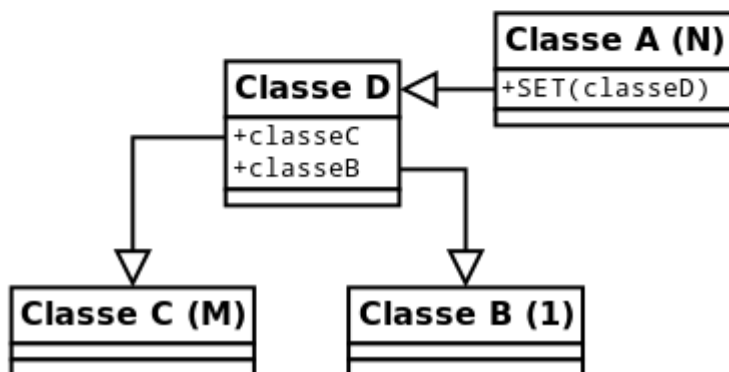 Classe A (N)
+SET(classeD)
Classe D
+classeC
+classeB
Classe C (M)
Classe B (1)